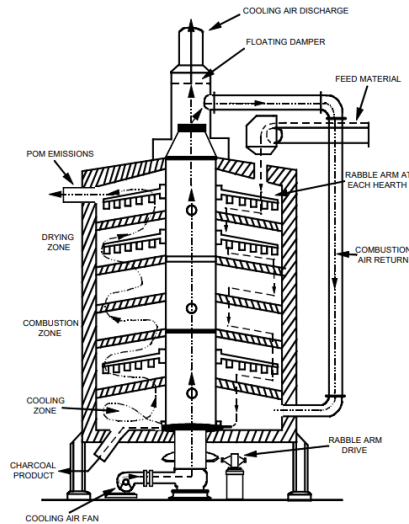 COOLING AIR DISCHARGE
FLOATING DAMPER
FEED MATERIAL
POM EMISSIONS
RABBLE ARM AT
EACH HEARTH
DRYING
ZONE
COMBUSTION
AIR RETURN
COMBUSTION
ZONE
COOLING
ZONE
RABBLE ARM
DRIVE
CHARCOAL
PRODUCT
COOLING AIR FAN